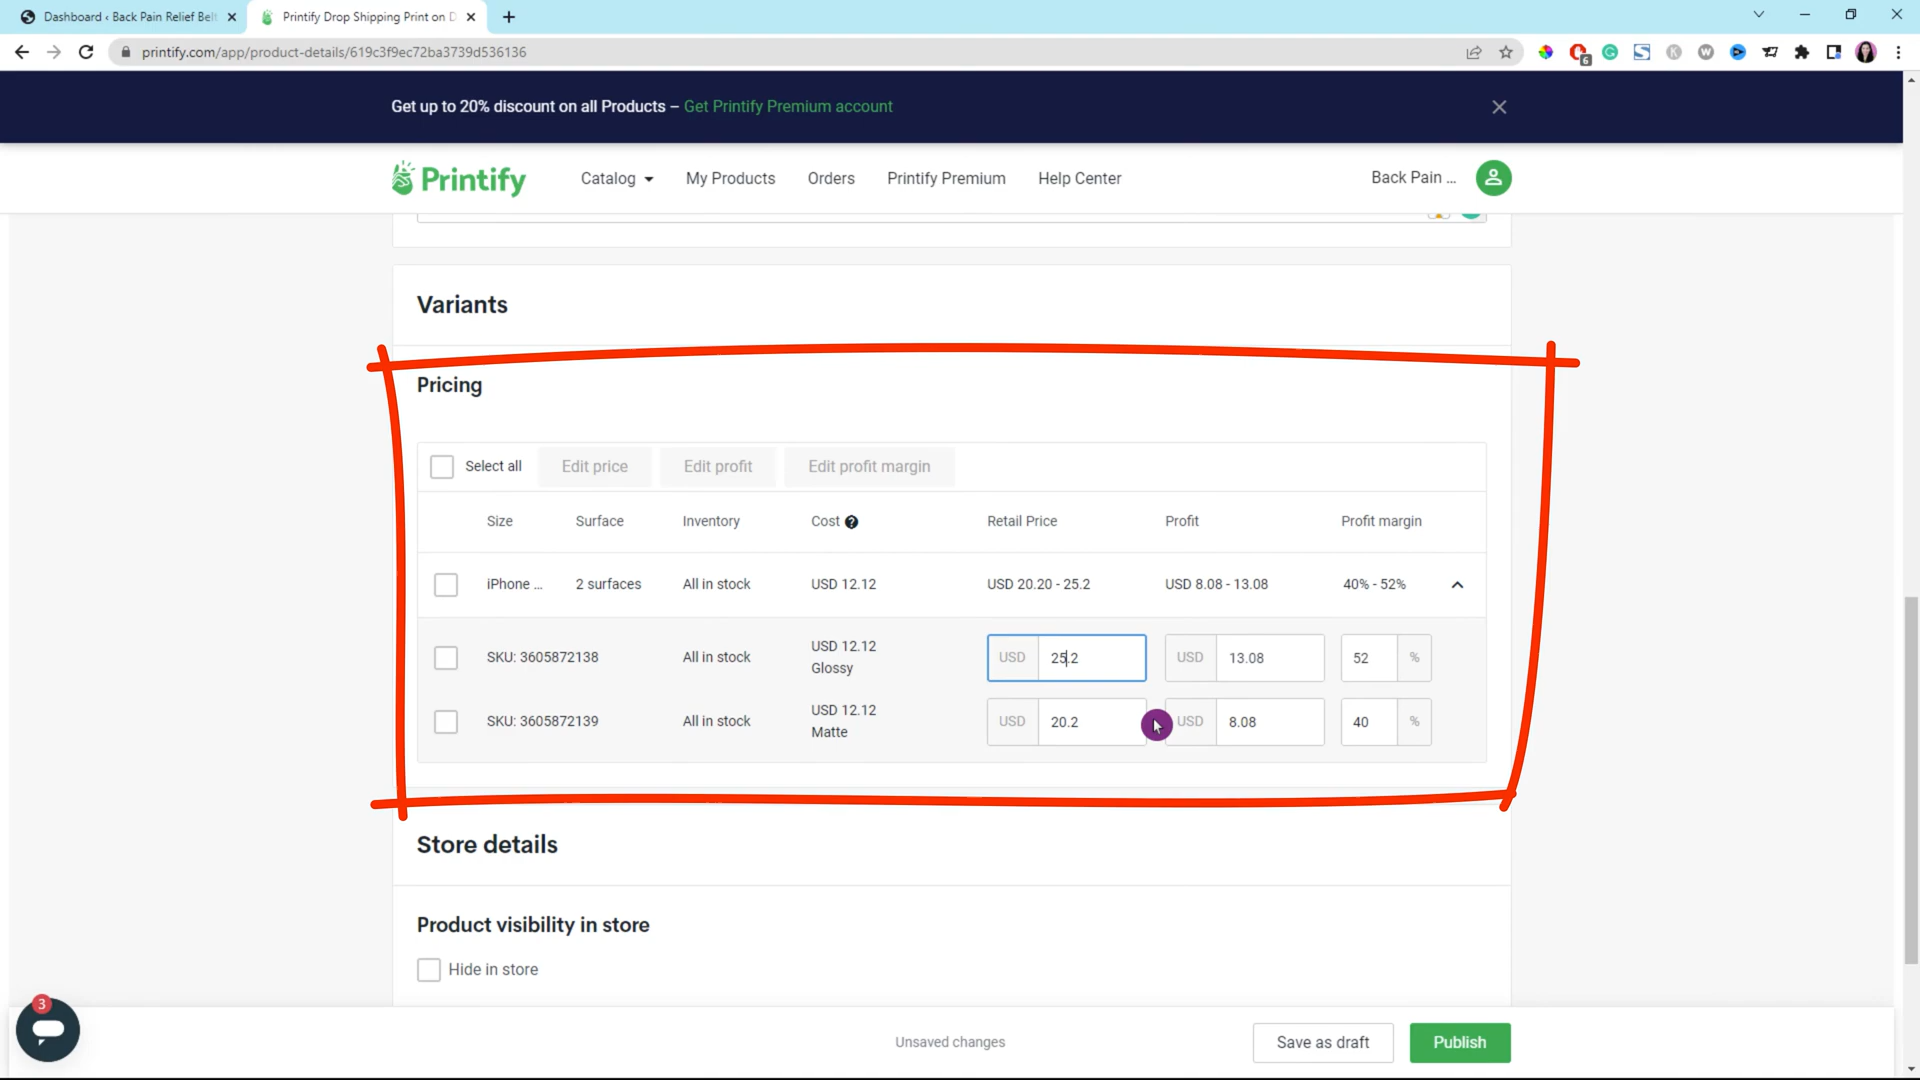 Dashboard ‹ Back Pain Relief Belt
Printify Drop Shipping Print on D
printify.com/app/product-details/619c3f9ec72ba3739d536136
6
K
W
Get up to 20% discount on all Products – Get Printify Premium account
Printify
Catalog
My Products
Orders
Printify Premium
Help Center
Back Pain ...
Variants
Pricing
Select all
Edit price
Edit profit
Edit profit margin
Size
Surface
Inventory
Cost
Retail Price
Profit
Profit margin
iPhone ...
2 surfaces
All in stock
USD 12.12
USD 20.20 - 25.2
USD 8.08 - 13.08
40% - 52%
SKU: 3605872138
All in stock
USD 12.12
Glossy
USD 25.2
USD 13.08
52 %
SKU: 3605872139
All in stock
USD 12.12
Matte
USD 20.2
USD 8.08
40 %
Store details
Product visibility in store
Hide in store
3
Unsaved changes
Save as draft
Publish